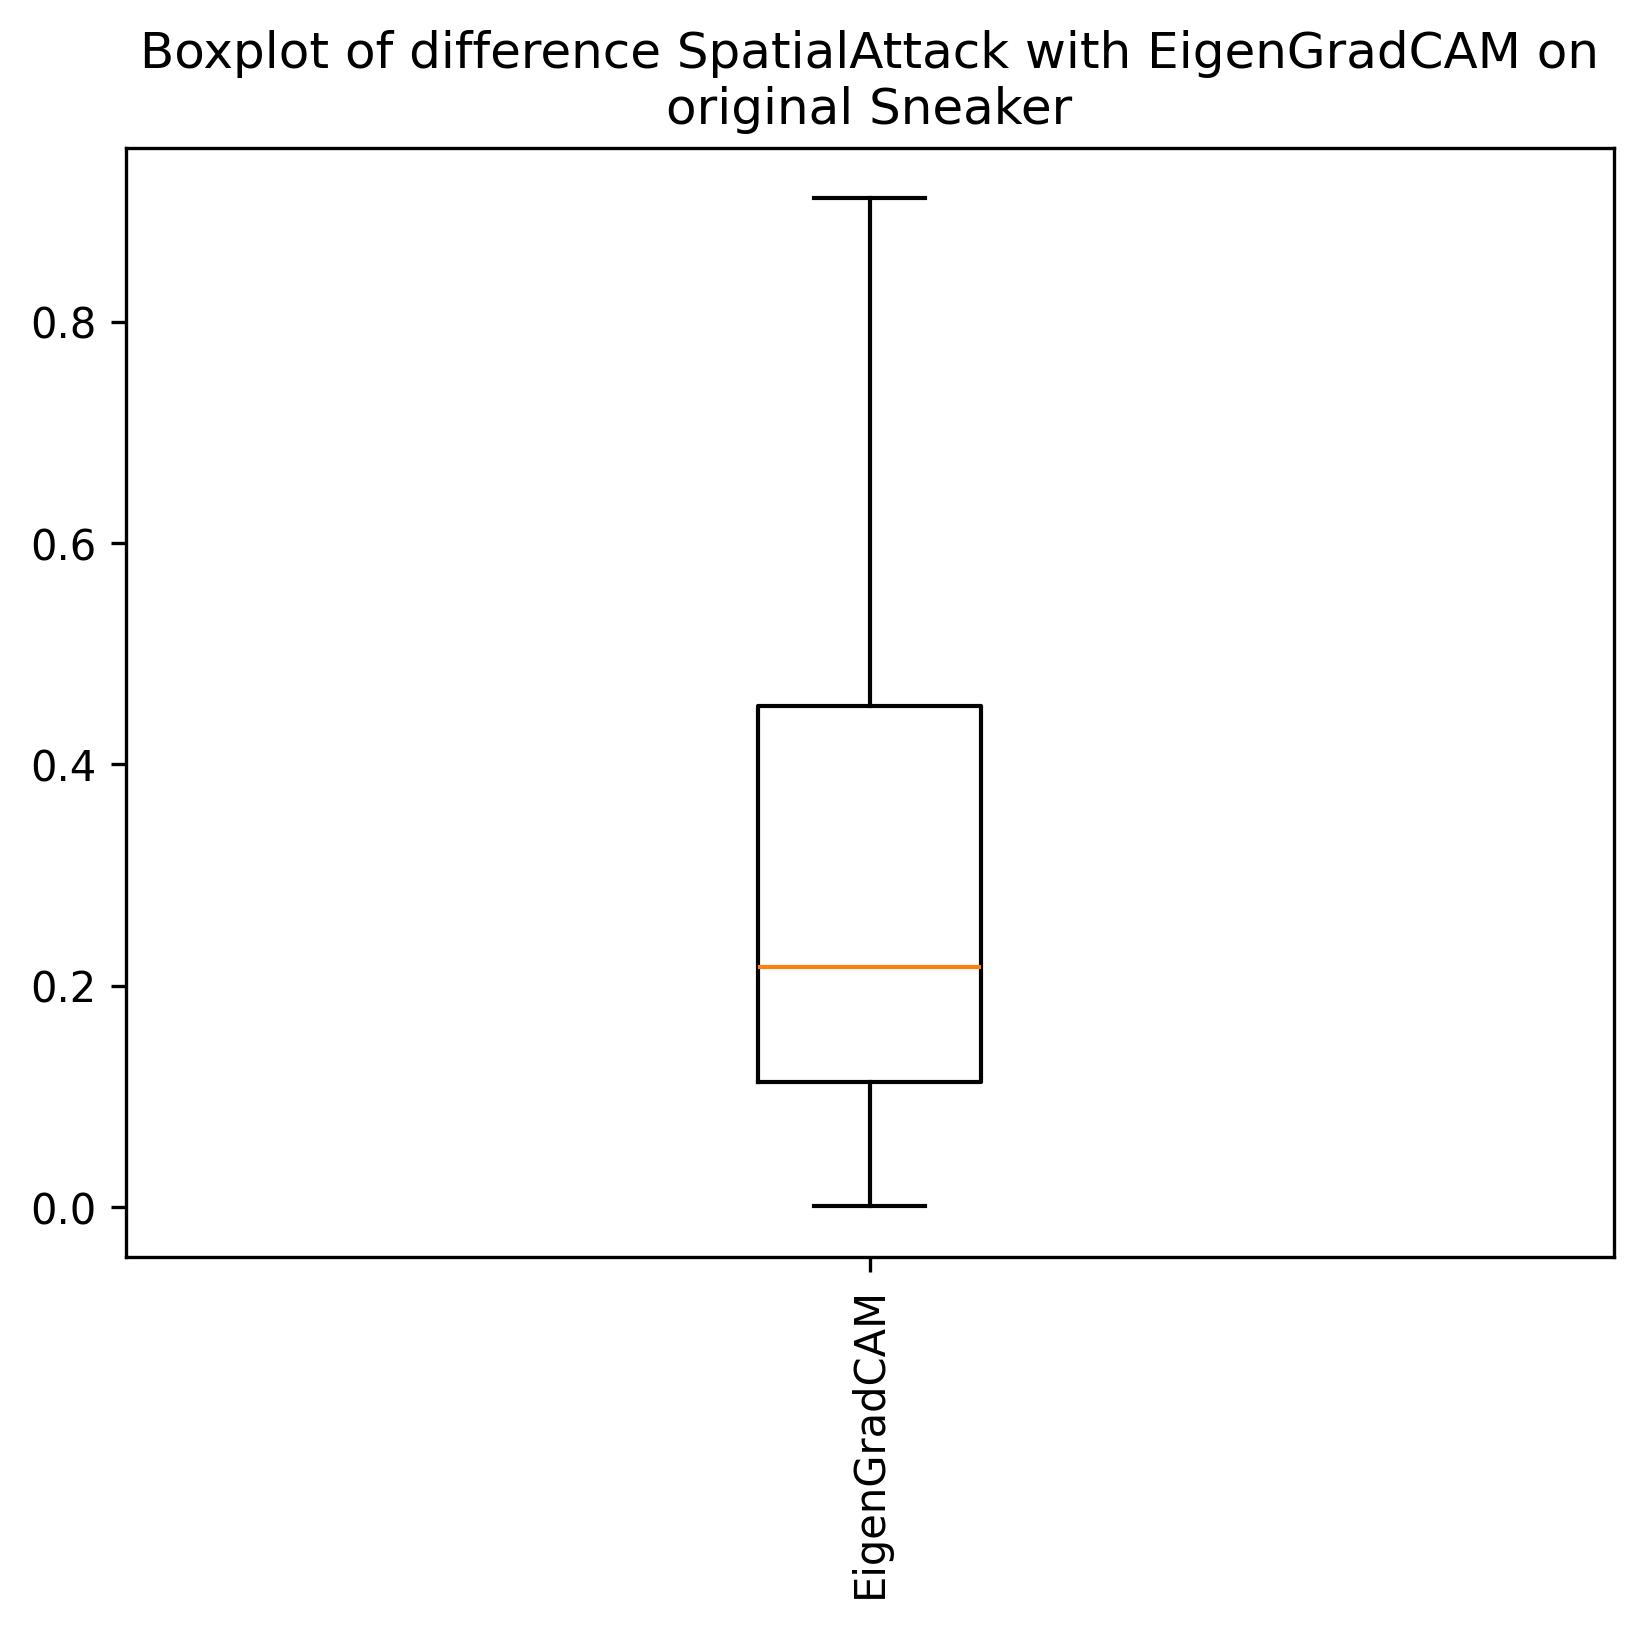 Boxplot of difference SpatialAttack with EigenGradCAM on
original Sneaker
0.8
0.6
0.4
0.2
0.0
EigenGradCAM